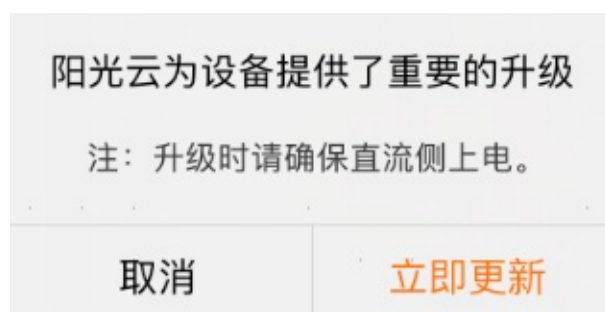 阳光云为设备提供了重要的升级
注：升级时请确保直流侧上电。
取消
立即更新